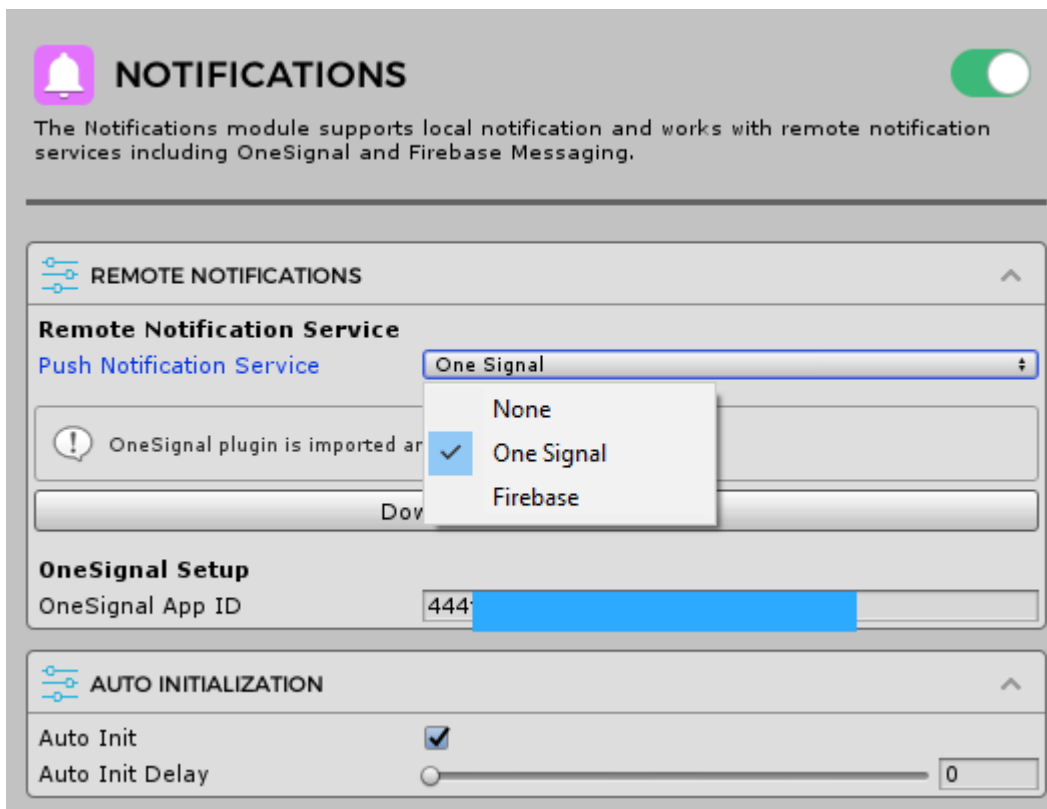 NOTIFICATIONS
The Notifications module supports local notification and works with remote notification
services including OneSignal and Firebase Messaging.
REMOTE NOTIFICATIONS
Remote Notification Service
Push Notification Service One Signal
None
OneSignal plugin is imported
One Signal
Firebase
OneSignal Setup
OneSignal App ID 444
AUTO INITIALIZATION
Auto Init
Auto Init Delay 0